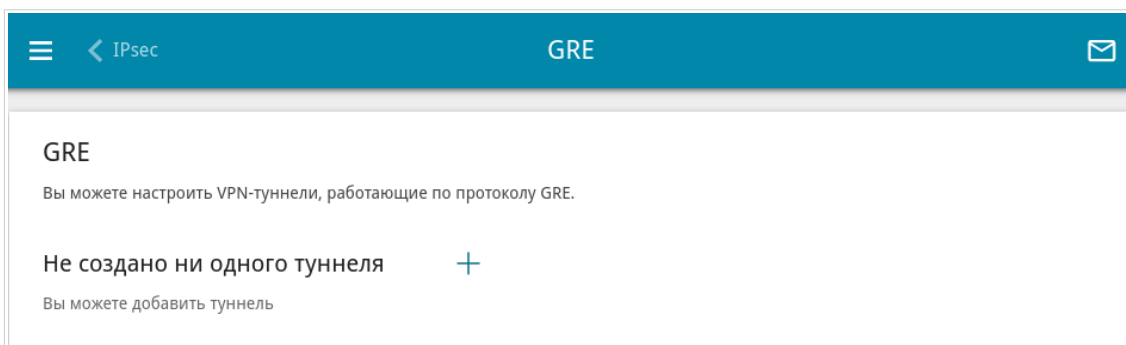 IPsec
GRE
GRE
Вы можете настроить VPN-туннели, работающие по протоколу GRE.
Не создано ни одного туннеля
Вы можете добавить туннель